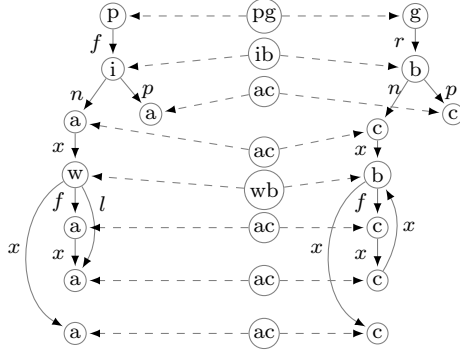 p pg g
f r
i ib b
n p ac n p
a c
a ac c
x x
w wb b
f l f
a ac c
x x x x x
a ac c
a ac c